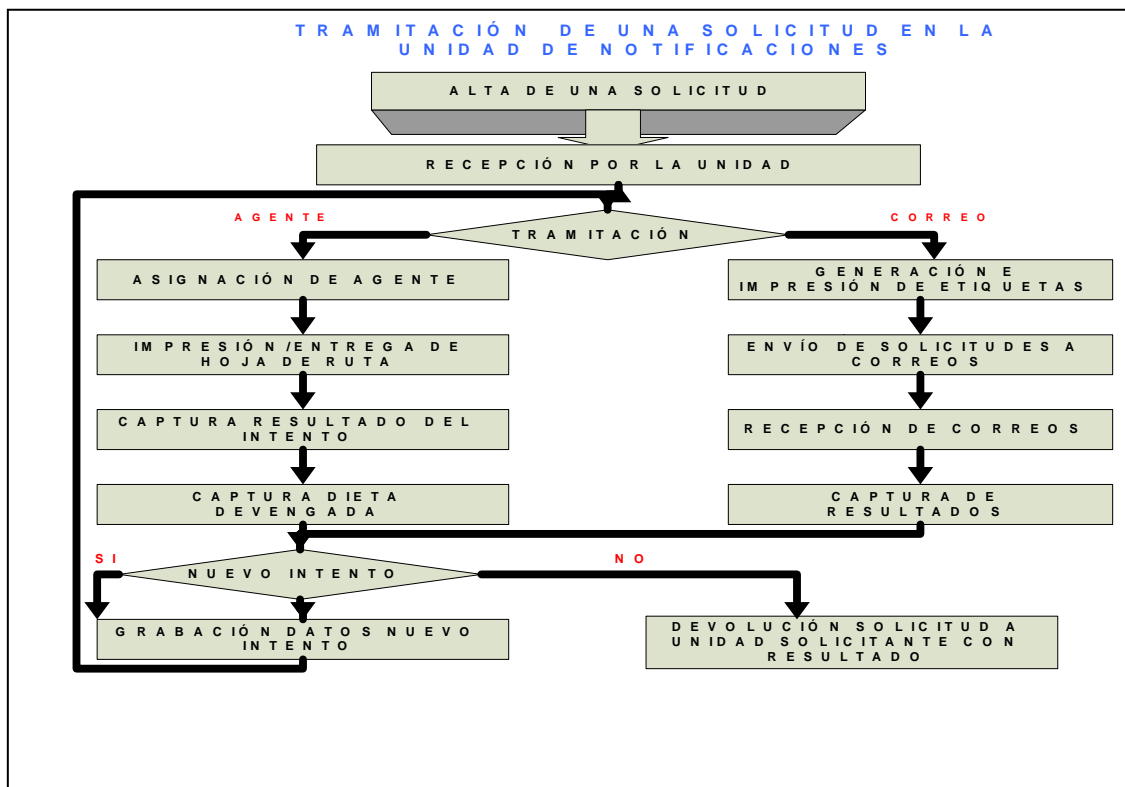 TRAMITACIÓN DE UNA SOLICITUD EN LA
UNIDAD DE NOTIFICACIONES
ALTA DE UNA SOLICITUD
RECEPCIÓN POR LA UNIDAD
AGENTE
CORREO
TRAMITACIÓN
ASIGNACIÓN DE AGENTE
GENERACIÓN E
IMPRESIÓN DE ETIQUETAS
IMPRESIÓN/ENTREGA DE
HOJA DE RUTA
ENVÍO DE SOLICITUDES A
CORREOS
CAPTURA RESULTADO DEL
INTENTO
RECEPCIÓN DE CORREOS
CAPTURA DIETA
DEVENGADA
CAPTURA DE
RESULTADOS
SI
NUEVO INTENTO
NO
GRABACIÓN DATOS NUEVO
INTENTO
DEVOLUCIÓN SOLICITUD A
UNIDAD SOLICITANTE CON
RESULTADO